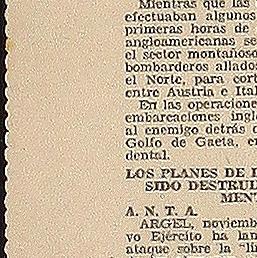 Mientras que las
efectuaban algunos
primeras horas de
angloamericanas se
el sector montañoso
bombarderos aliados
el Norte, para cort
entre Austria e Ital
En las operacione
embarcaciones ingl
al enemigo detrás d
Golfo de Gaeta, en
dental.
LOS PLANES DE H
SIDO DESTRUI
MENT
A. N. T. A.
ARGEL, noviemb
vo Ejército ha lan
ataque sobre la "lí